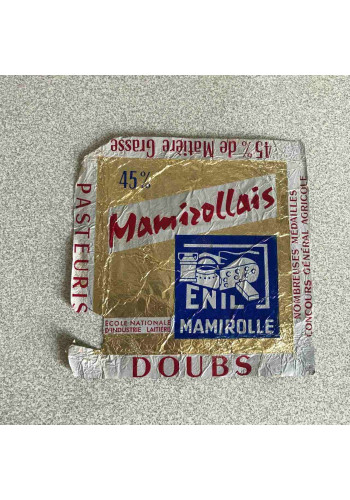 45% de Matière Grasse
45%
Mamirollais
PASTEURIS
NOMBREUSES MÉDAILLES
CONCOURS GÉNÉRAL AGRICOLE
ENIL
MAMIROLLE
ÉCOLE NATIONALE
D'INDUSTRIE LAITIÈRE
DOUBS